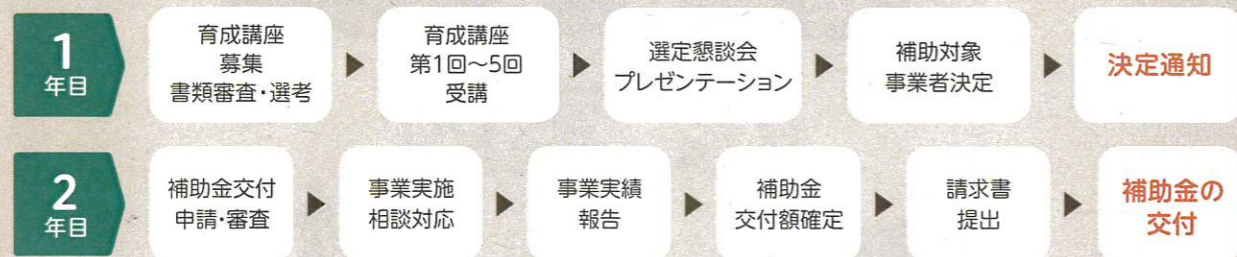 1
年目
育成講座
募集
書類審査・選考
▶
育成講座
第1回～5回
受講
▶
選定懇談会
プレゼンテーション
▶
補助対象
事業者決定
▶
決定通知
2
年目
補助金交付
申請・審査
▶
事業実施
相談対応
▶
事業実績
報告
▶
補助金
交付額確定
▶
請求書
提出
▶
補助金の
交付